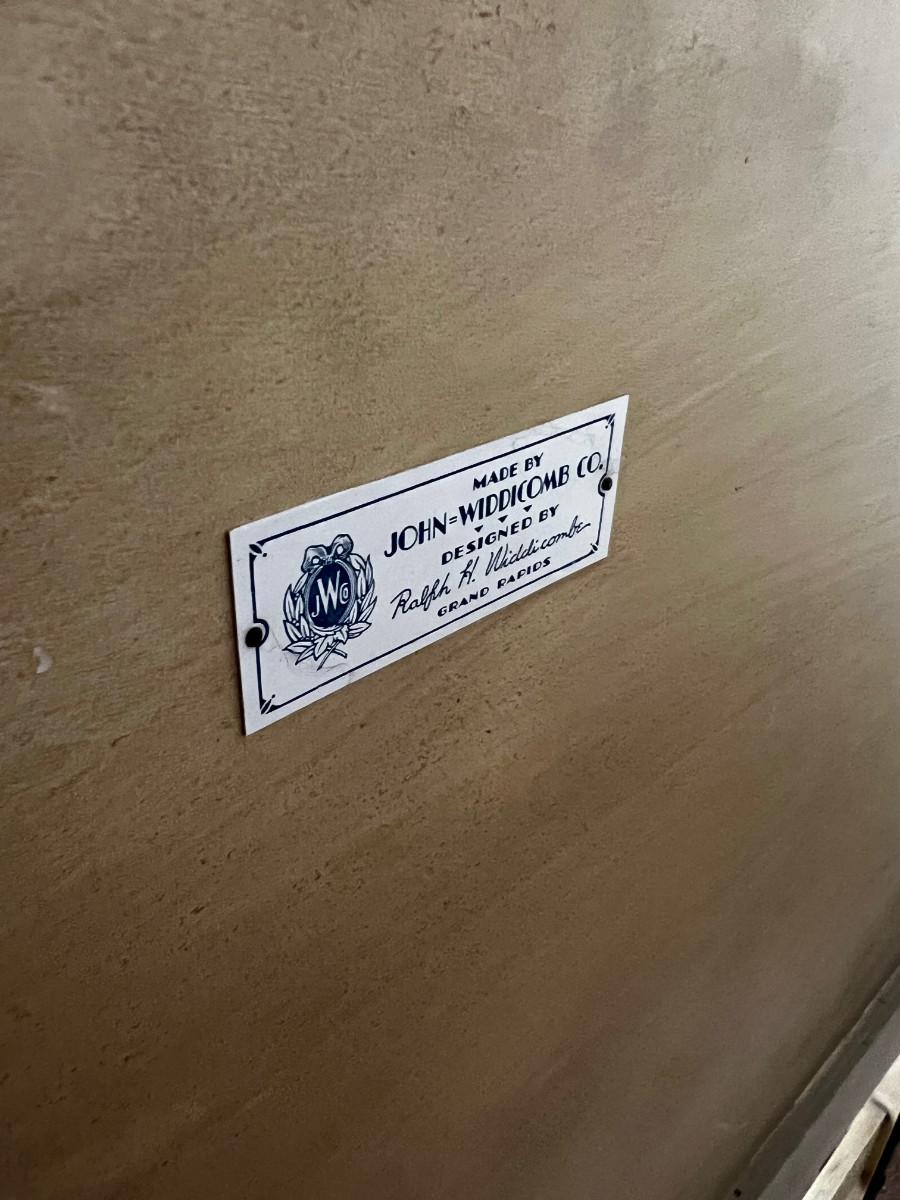 MADE BY
JOHN=WIDDICOMB CO.
DESIGNED BY
Ralph H. Widdicomb
GRAND RAPIDS
JWCo